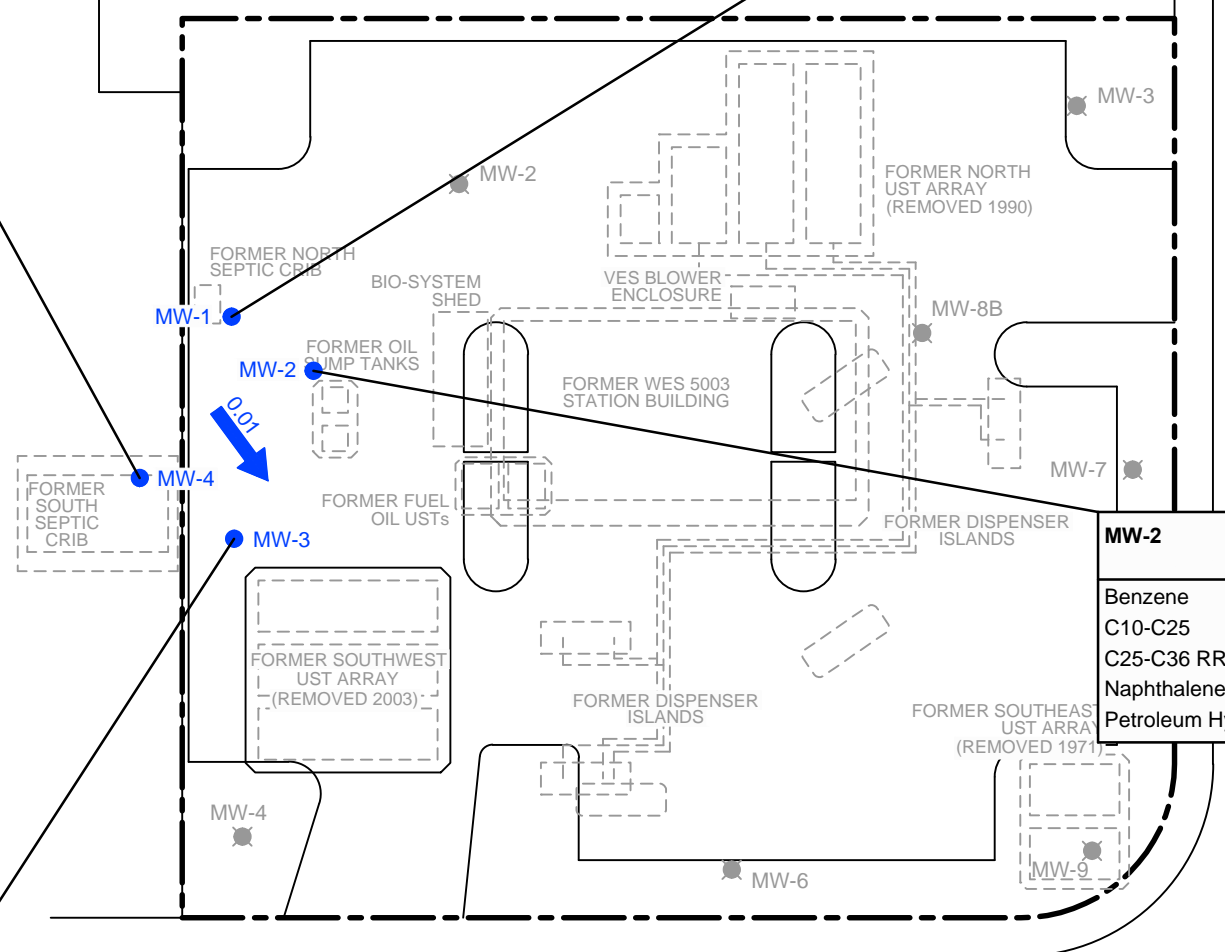 MW-3
MW-2
FORMER NORTH
UST ARRAY
(REMOVED 1990)
FORMER NORTH
SEPTIC CRIB
BIO-SYSTEM
SHED
VES BLOWER
ENCLOSURE
MW-8B
MW-1
FORMER OIL
SUMP TANKS
MW-2
FORMER WES 5003
STATION BUILDING
0.01
MW-4
FORMER
SOUTH
SEPTIC
CRIB
MW-7
FORMER FUEL
OIL USTs
MW-3
FORMER DISPENSER
ISLANDS
MW-2
Benzene
C10-C25
C25-C36 RR
Naphthalene
Petroleum Hy
FORMER SOUTHWEST
UST ARRAY
(REMOVED 2003)
FORMER DISPENSER
ISLANDS
FORMER SOUTHEAST
UST ARRAY
(REMOVED 1971)
MW-4
MW-6
MW-9